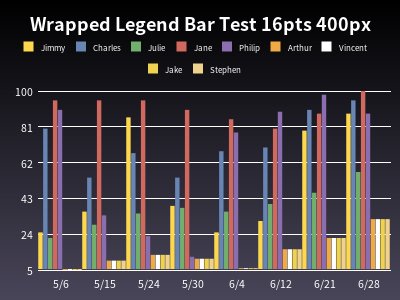 Wrapped Legend Bar Test 16pts 400px
Jimmy Charles Julie Jane Philip Arthur Vincent
Jake Stephen
100
81
62
43
24
5
5/6 5/15 5/24 5/30 6/4 6/12 6/21 6/28